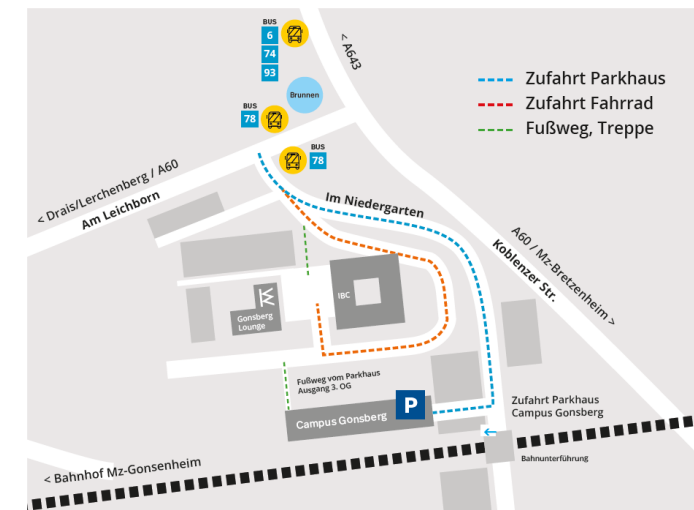 BUS
6
74
93
< A643
Brunnen
BUS
78
BUS
78
Zufahrt Parkhaus
Zufahrt Fahrrad
Fußweg, Treppe
< Drais/Lerchenberg / A60
Am Leichborn
Im Niedergarten
A60 / Mz-Bretzenheim >
Koblenzer Str.
IBC
Gonsberg
Lounge
Fußweg vom Parkhaus
Ausgang 3. OG
P
Campus Gonsberg
Zufahrt Parkhaus
Campus Gonsberg
Bahnunterführung
< Bahnhof Mz-Gonsenheim